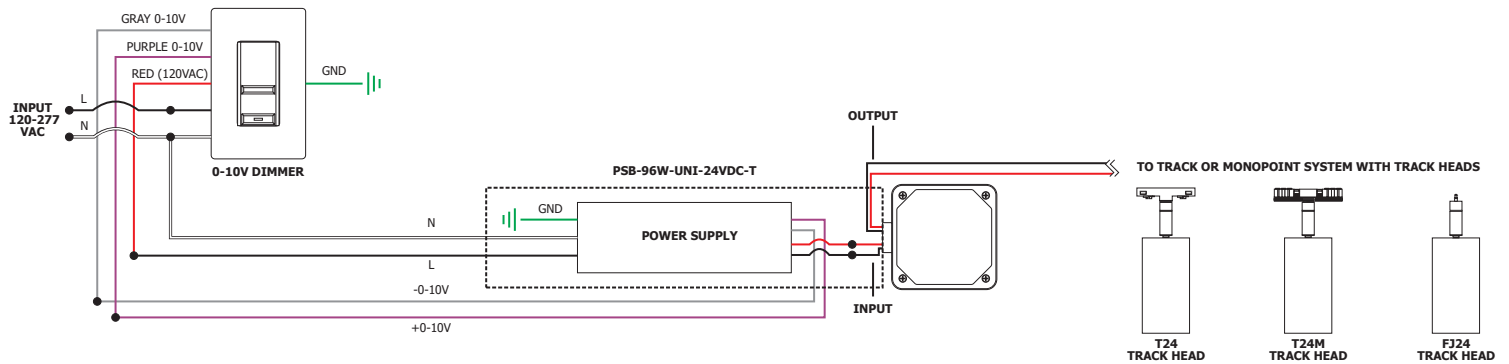 GRAY 0-10V
PURPLE 0-10V
RED (120VAC)
GND
L
INPUT
120-277
VAC
N
0-10V DIMMER
OUTPUT
PSB-96W-UNI-24VDC-T
TO TRACK OR MONOPOINT SYSTEM WITH TRACK HEADS
GND
N
POWER SUPPLY
L
-0-10V
INPUT
+0-10V
T24
TRACK HEAD
T24M
TRACK HEAD
FJ24
TRACK HEAD